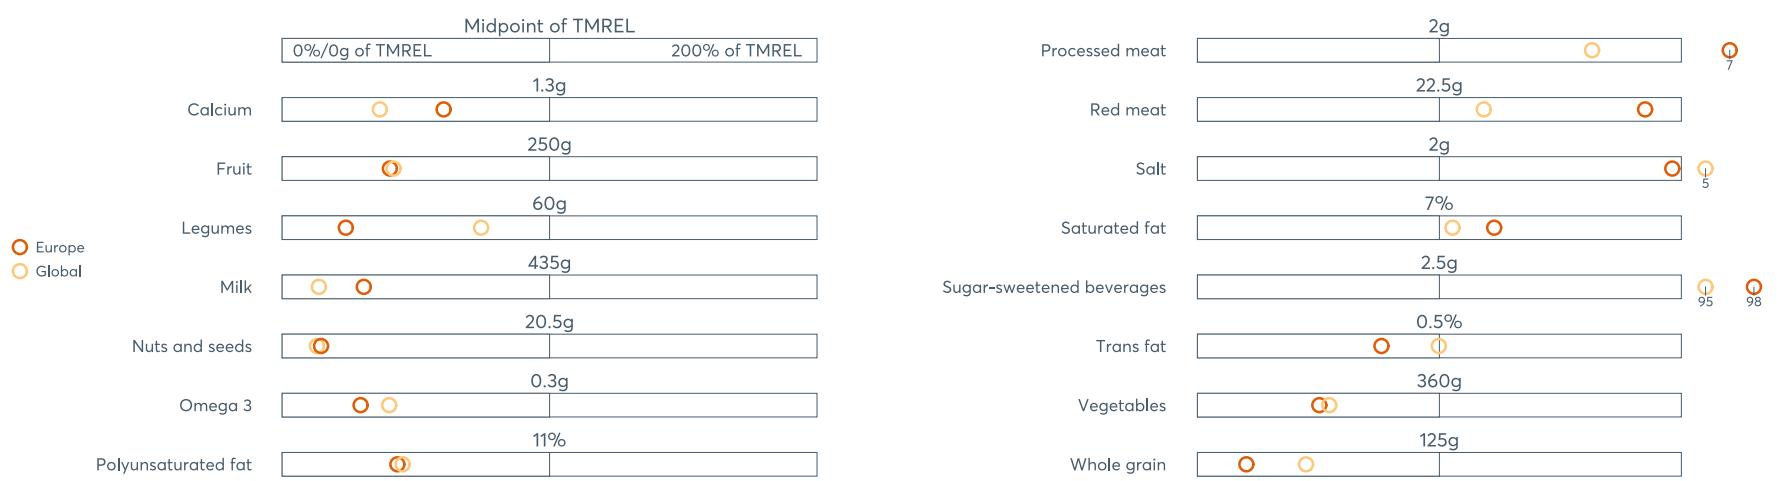 Midpoint of TMREL
0%/0g of TMREL 200% of TMREL
1.3g
Calcium
250g
Fruit
60g
Legumes
Europe
Global
435g
Milk
20.5g
Nuts and seeds
0.3g
Omega 3
11%
Polyunsaturated fat
2g
Processed meat
7
22.5g
Red meat
2g
Salt
5
7%
Saturated fat
2.5g
Sugar-sweetened beverages
95 98
0.5%
Trans fat
360g
Vegetables
125g
Whole grain